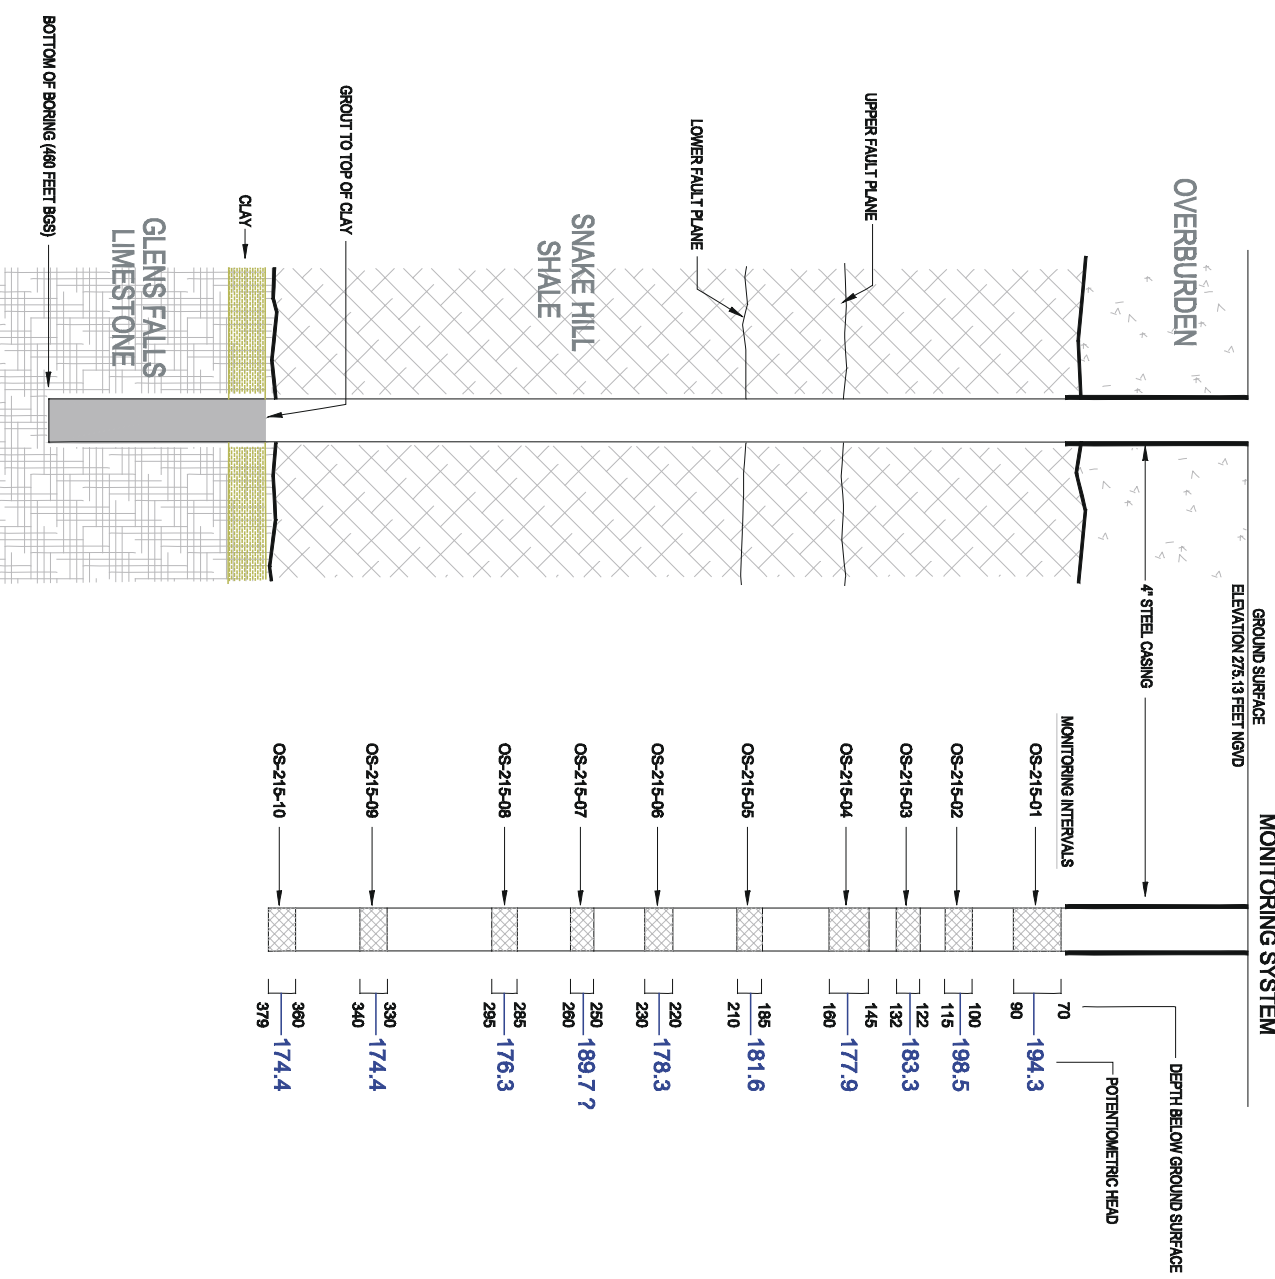 MONITORING SYSTEM
GROUND SURFACE
ELEVATION 275.13 FEET NGVD
OVERBURDEN
4" STEEL CASING
DEPTH BELOW GROUND SURFACE
POTENTIOMETRIC HEAD
MONITORING INTERVALS
OS-215-01
70
194.3
90
OS-215-02
100
198.5
115
OS-215-03
122
183.3
132
UPPER FAULT PLANE
OS-215-04
145
177.9
160
LOWER FAULT PLANE
OS-215-05
185
181.6
210
OS-215-06
220
178.3
230
SNAKE HILL
SHALE
OS-215-07
250
189.7 ?
260
OS-215-08
285
176.3
295
GROUT TO TOP OF CLAY
OS-215-09
330
174.4
340
OS-215-10
360
174.4
379
CLAY
GLENS FALLS
LIMESTONE
BOTTOM OF BORING (460 FEET BGS)